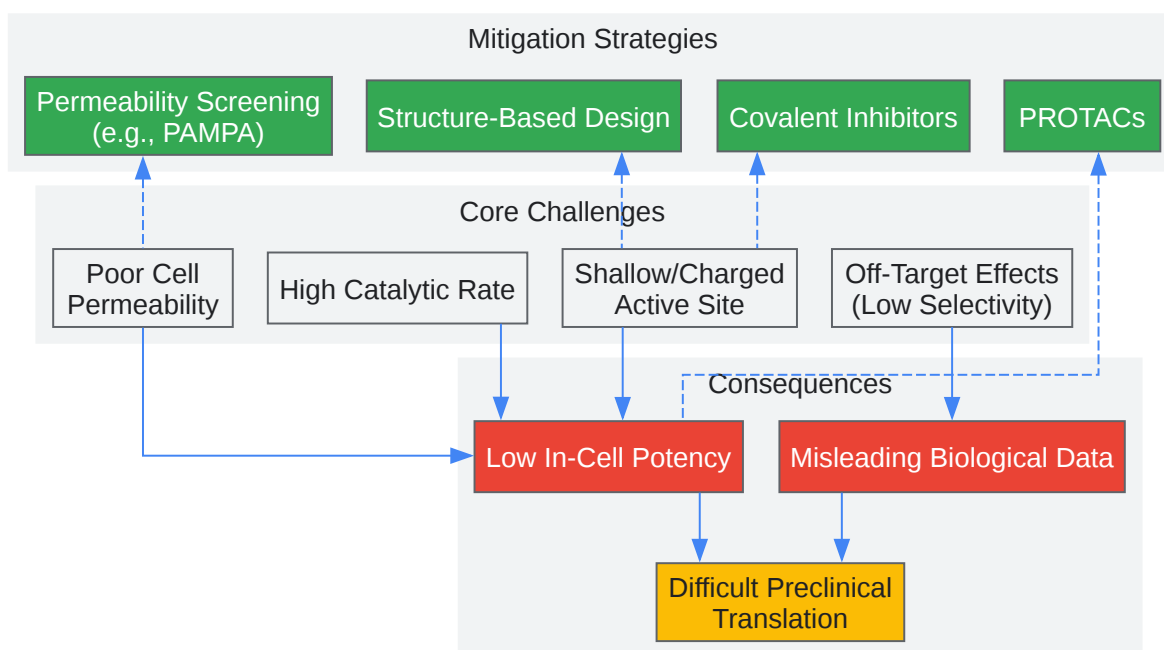 Mitigation Strategies
Permeability Screening
(e.g., PAMPA)
Structure-Based Design
Covalent Inhibitors
PROTACs
Core Challenges
Poor Cell
Permeability
High Catalytic Rate
Shallow/Charged
Active Site
Off-Target Effects
(Low Selectivity)
Consequences
Low In-Cell Potency
Misleading Biological Data
Difficult Preclinical
Translation